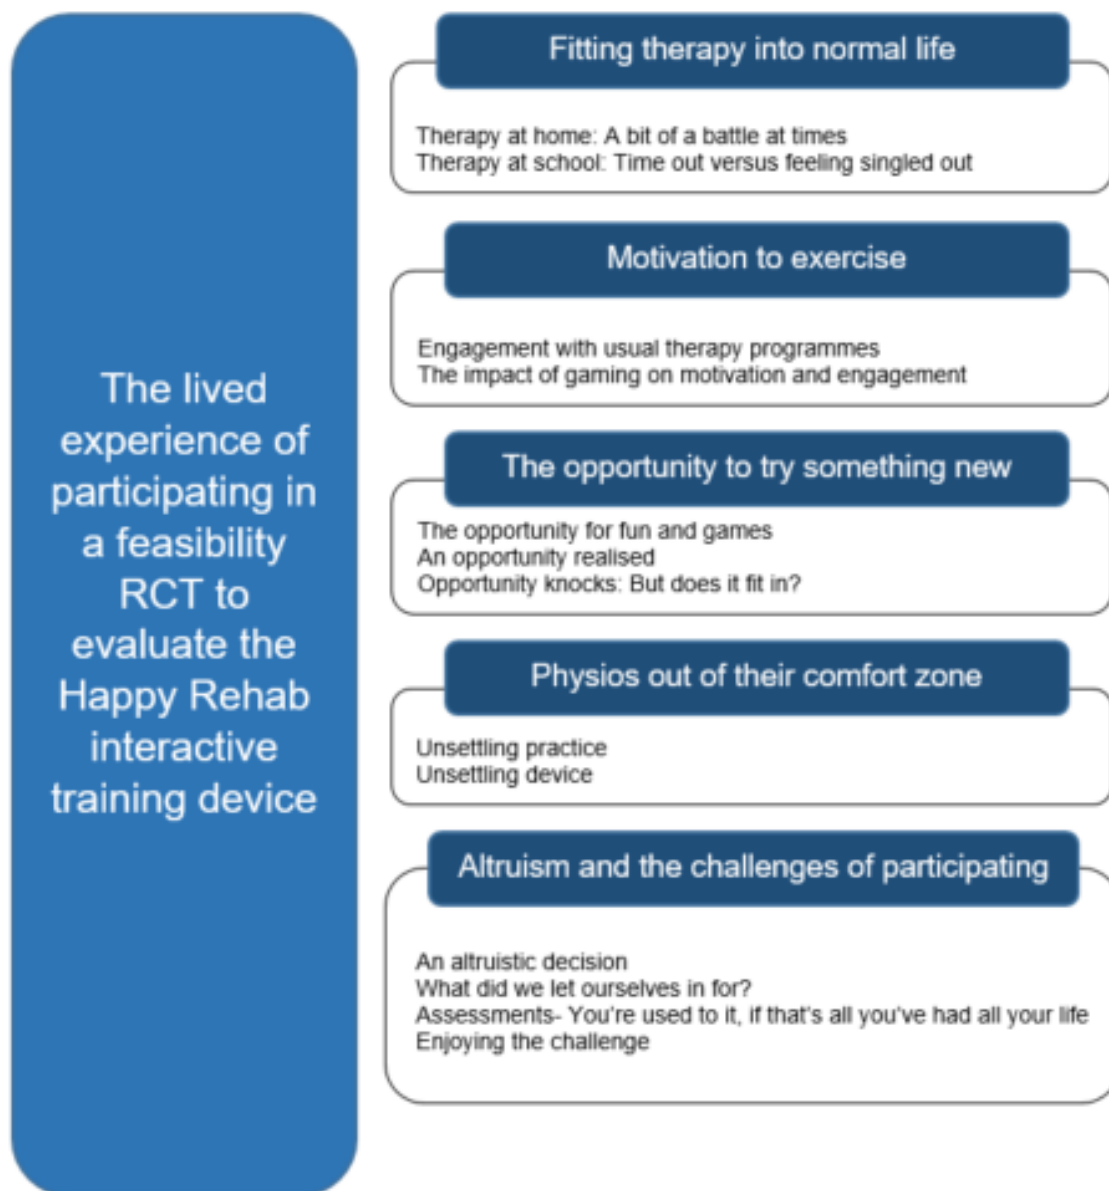 The lived
experience of
participating in
a feasibility
RCT to
evaluate the
Happy Rehab
interactive
training device
Fitting therapy into normal life
Therapy at home: A bit of a battle at times
Therapy at school: Time out versus feeling singled out
Motivation to exercise
Engagement with usual therapy programmes
The impact of gaming on motivation and engagement
The opportunity to try something new
The opportunity for fun and games
An opportunity realised
Opportunity knocks: But does it fit in?
Physios out of their comfort zone
Unsettling practice
Unsettling device
Altruism and the challenges of participating
An altruistic decision
What did we let ourselves in for?
Assessments- You're used to it, if that's all you've had all your life
Enjoying the challenge